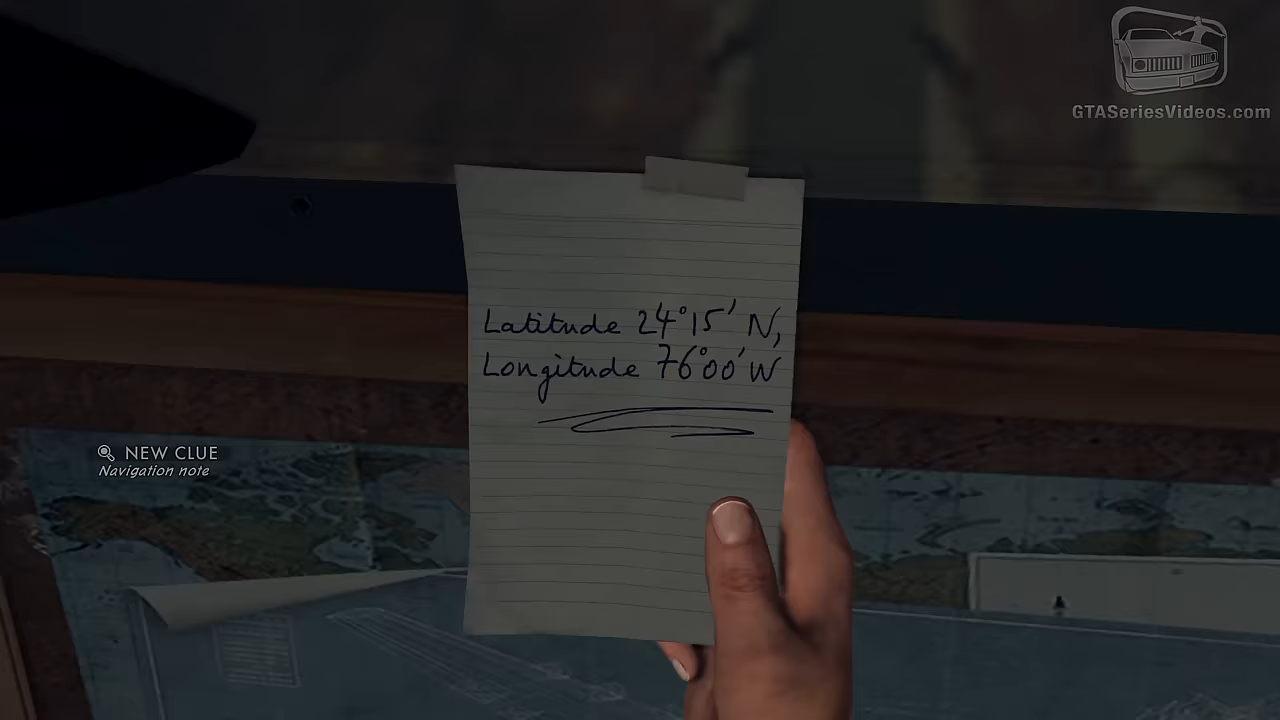 GTASeriesVideos.com
Latitude 24°15' N,
Longitude 76°00' W
NEW CLUE
Navigation note